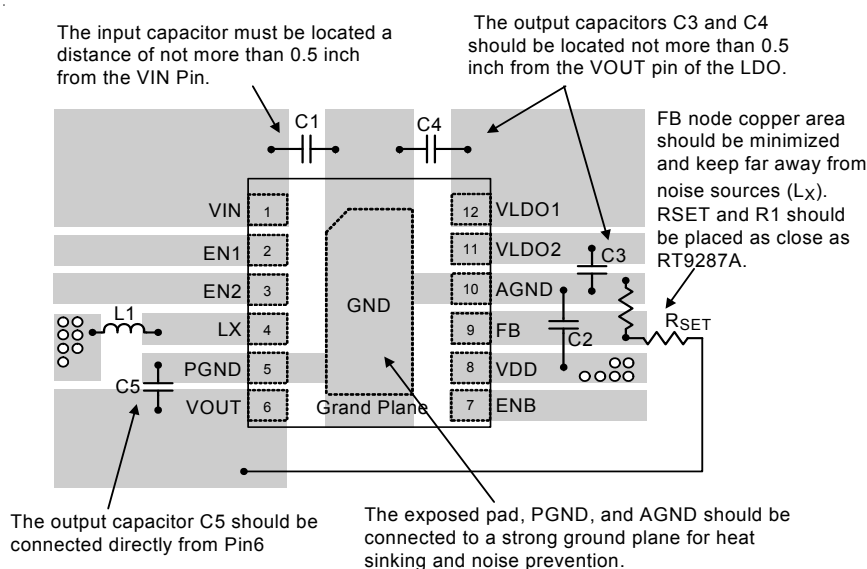 The input capacitor must be located a
distance of not more than 0.5 inch
from the VIN Pin.
The output capacitors C3 and C4
should be located not more than 0.5
inch from the VOUT pin of the LDO.
FB node copper area
should be minimized
and keep far away from
noise sources (LX).
RSET and R1 should
be placed as close as
RT9287A.
C1
C4
VIN 1
12 VLDO1
EN1 2
11 VLDO2
C3
EN2 3
10 AGND
GND
L1
LX 4
9 FB
C2
RSET
PGND 5
8 VDD
C5
VOUT 6
Grand Plane
7 ENB
The output capacitor C5 should be
connected directly from Pin6
The exposed pad, PGND, and AGND should be
connected to a strong ground plane for heat
sinking and noise prevention.